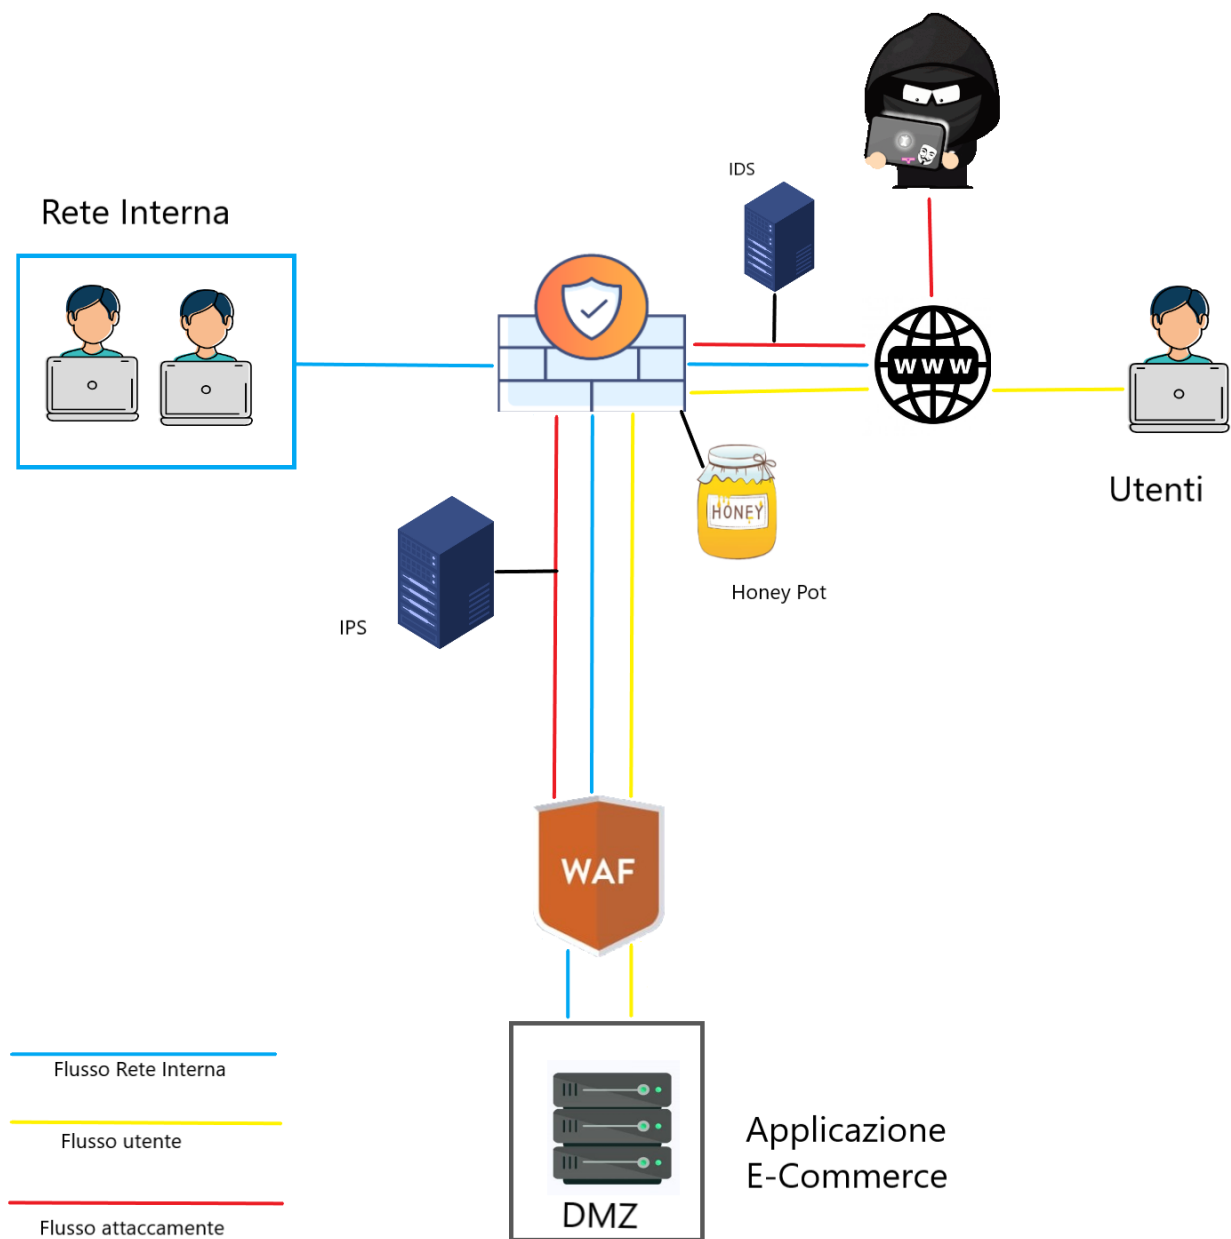 IDS
Rete Interna
WWW
HONEY
Utenti
Honey Pot
IPS
WAF
Flusso Rete Interna
Flusso utente
Flusso attaccamente
Applicazione
E-Commerce
DMZ